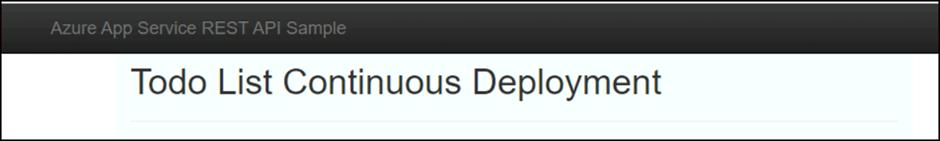 Azure App Service REST API Sample
Todo List Continuous Deployment